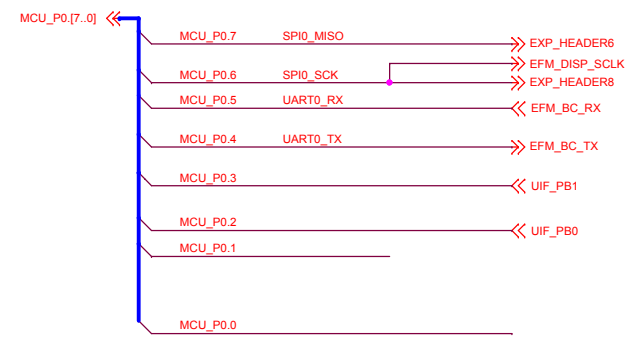 MCU_P0.[7..0]
MCU_P0.7 SPI0_MISO EXP_HEADER6
EFM_DISP_SCLK
MCU_P0.6 SPI0_SCK EXP_HEADER8
MCU_P0.5 UART0_RX EFM_BC_RX
MCU_P0.4 UART0_TX EFM_BC_TX
MCU_P0.3 UIF_PB1
MCU_P0.2 UIF_PB0
MCU_P0.1
MCU_P0.0